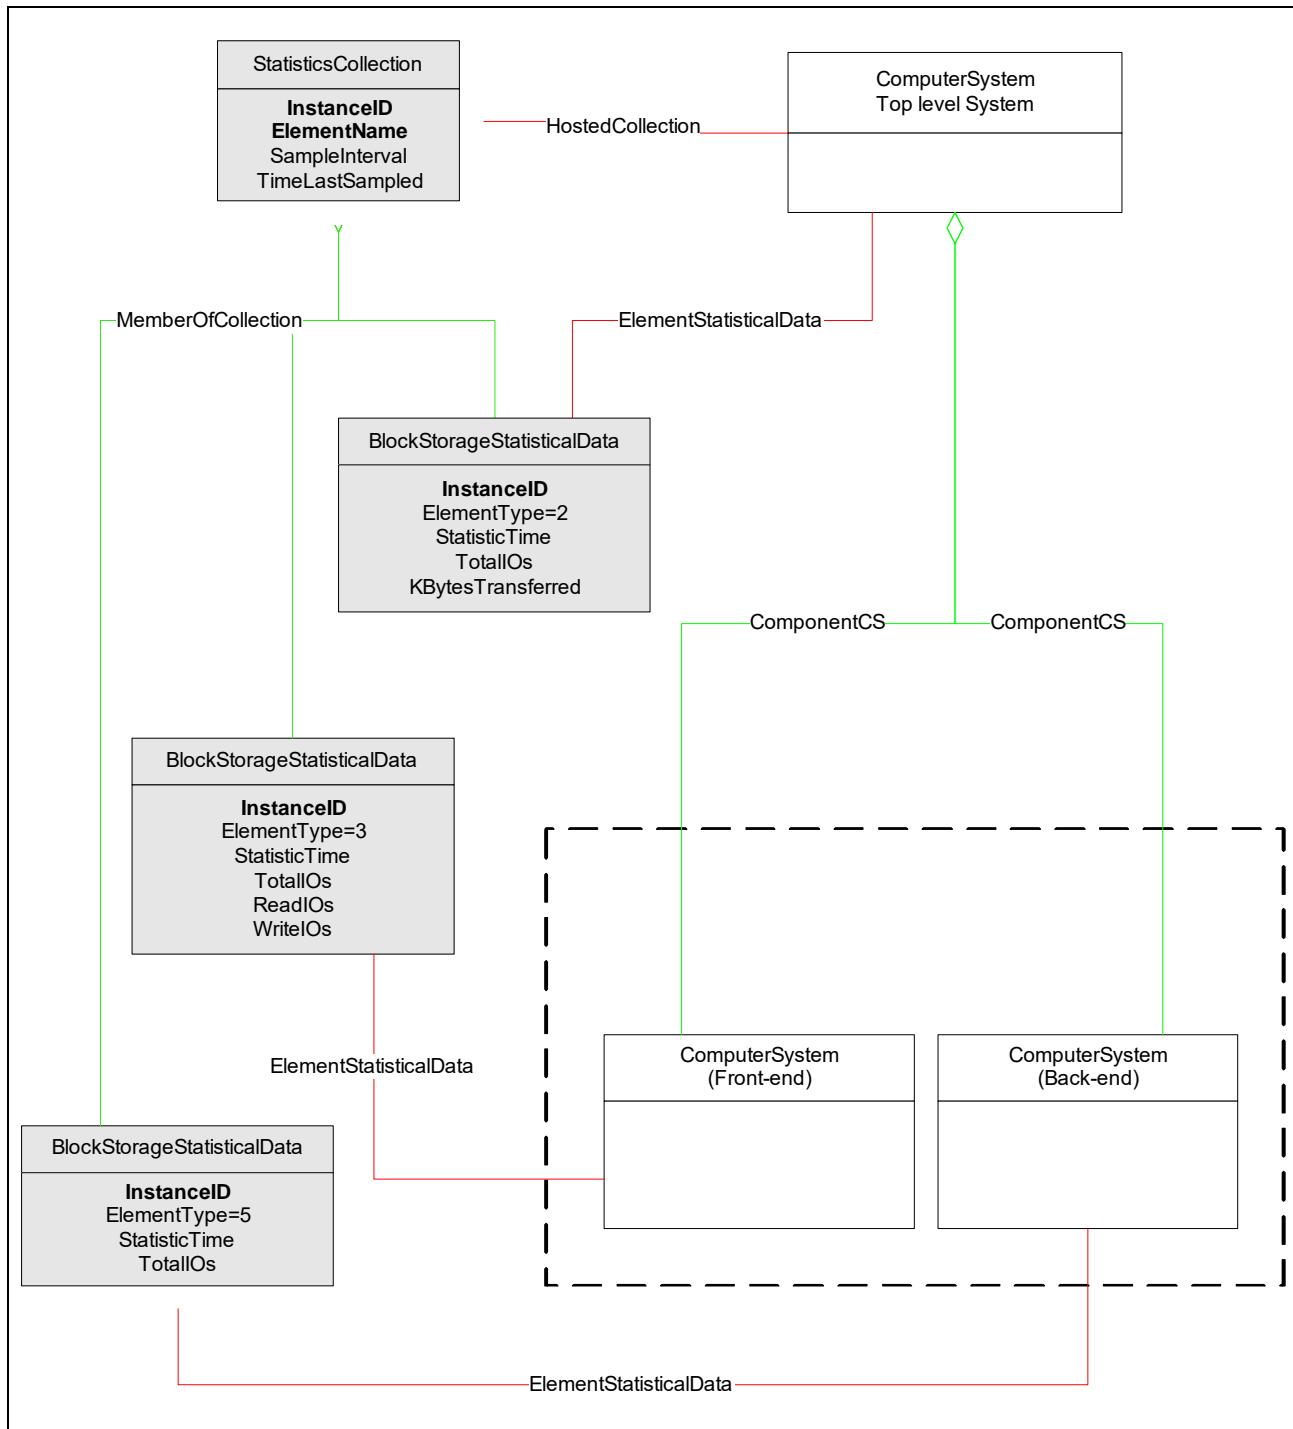 StatisticsCollection
InstanceID
ElementName
SampleInterval
TimeLastSampled
ComputerSystem
Top level System
HostedCollection
MemberOfCollection
ElementStatisticalData
BlockStorageStatisticalData
InstanceID
ElementType=2
StatisticTime
TotalIOs
KBytesTransferred
ComponentCS
ComponentCS
BlockStorageStatisticalData
InstanceID
ElementType=3
StatisticTime
TotalIOs
ReadIOs
WriteIOs
ElementStatisticalData
ComputerSystem
(Front-end)
ComputerSystem
(Back-end)
BlockStorageStatisticalData
InstanceID
ElementType=5
StatisticTime
TotalIOs
ElementStatisticalData